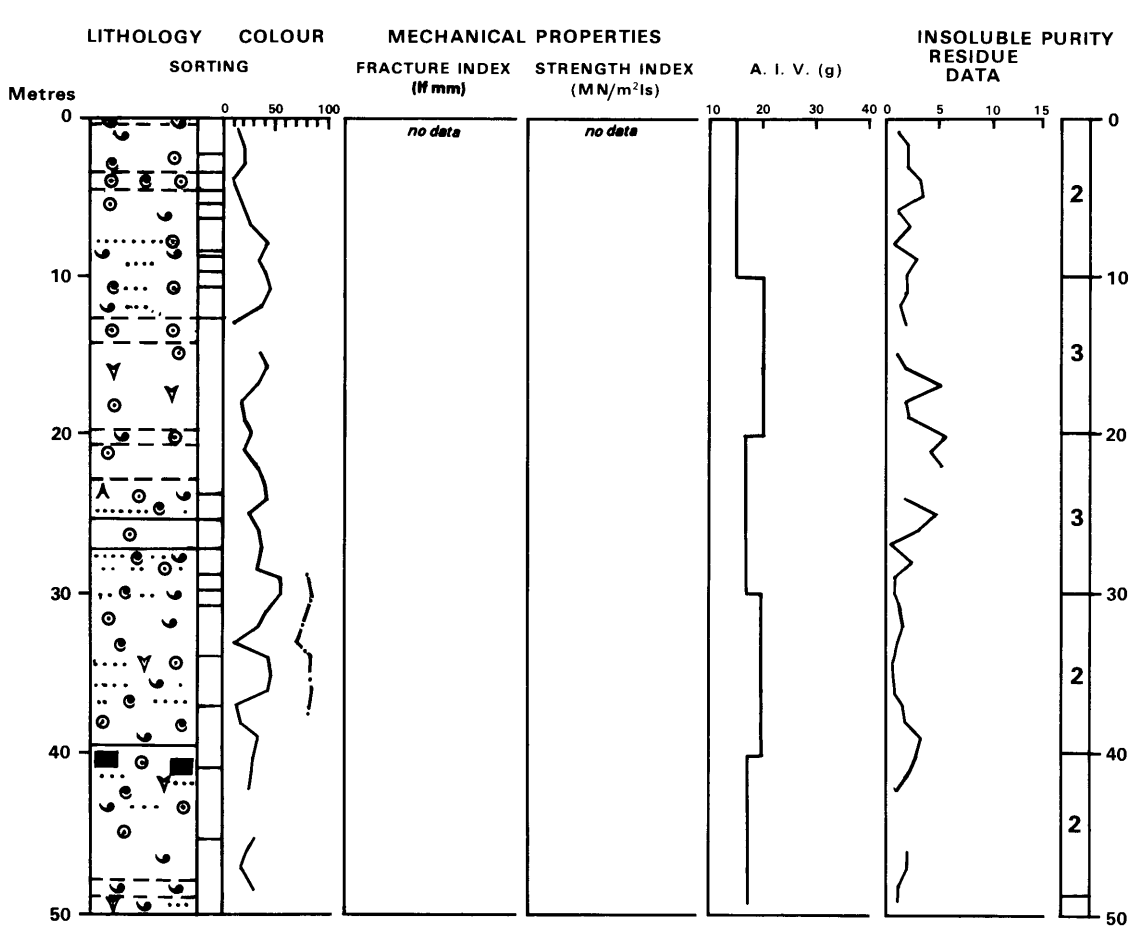 LITHOLOGY COLOUR MECHANICAL PROPERTIES INSOLUBLE PURITY
SORTING FRACTURE INDEX STRENGTH INDEX A. I. V. (g) RESIDUE
(If mm) (MN/m²Is) DATA
Metres
0 50 100 10 20 30 40 0 5 10 15
0 no data no data 0
2
10 10
3
20 20
3
30 30
2
40 40
2
50 50